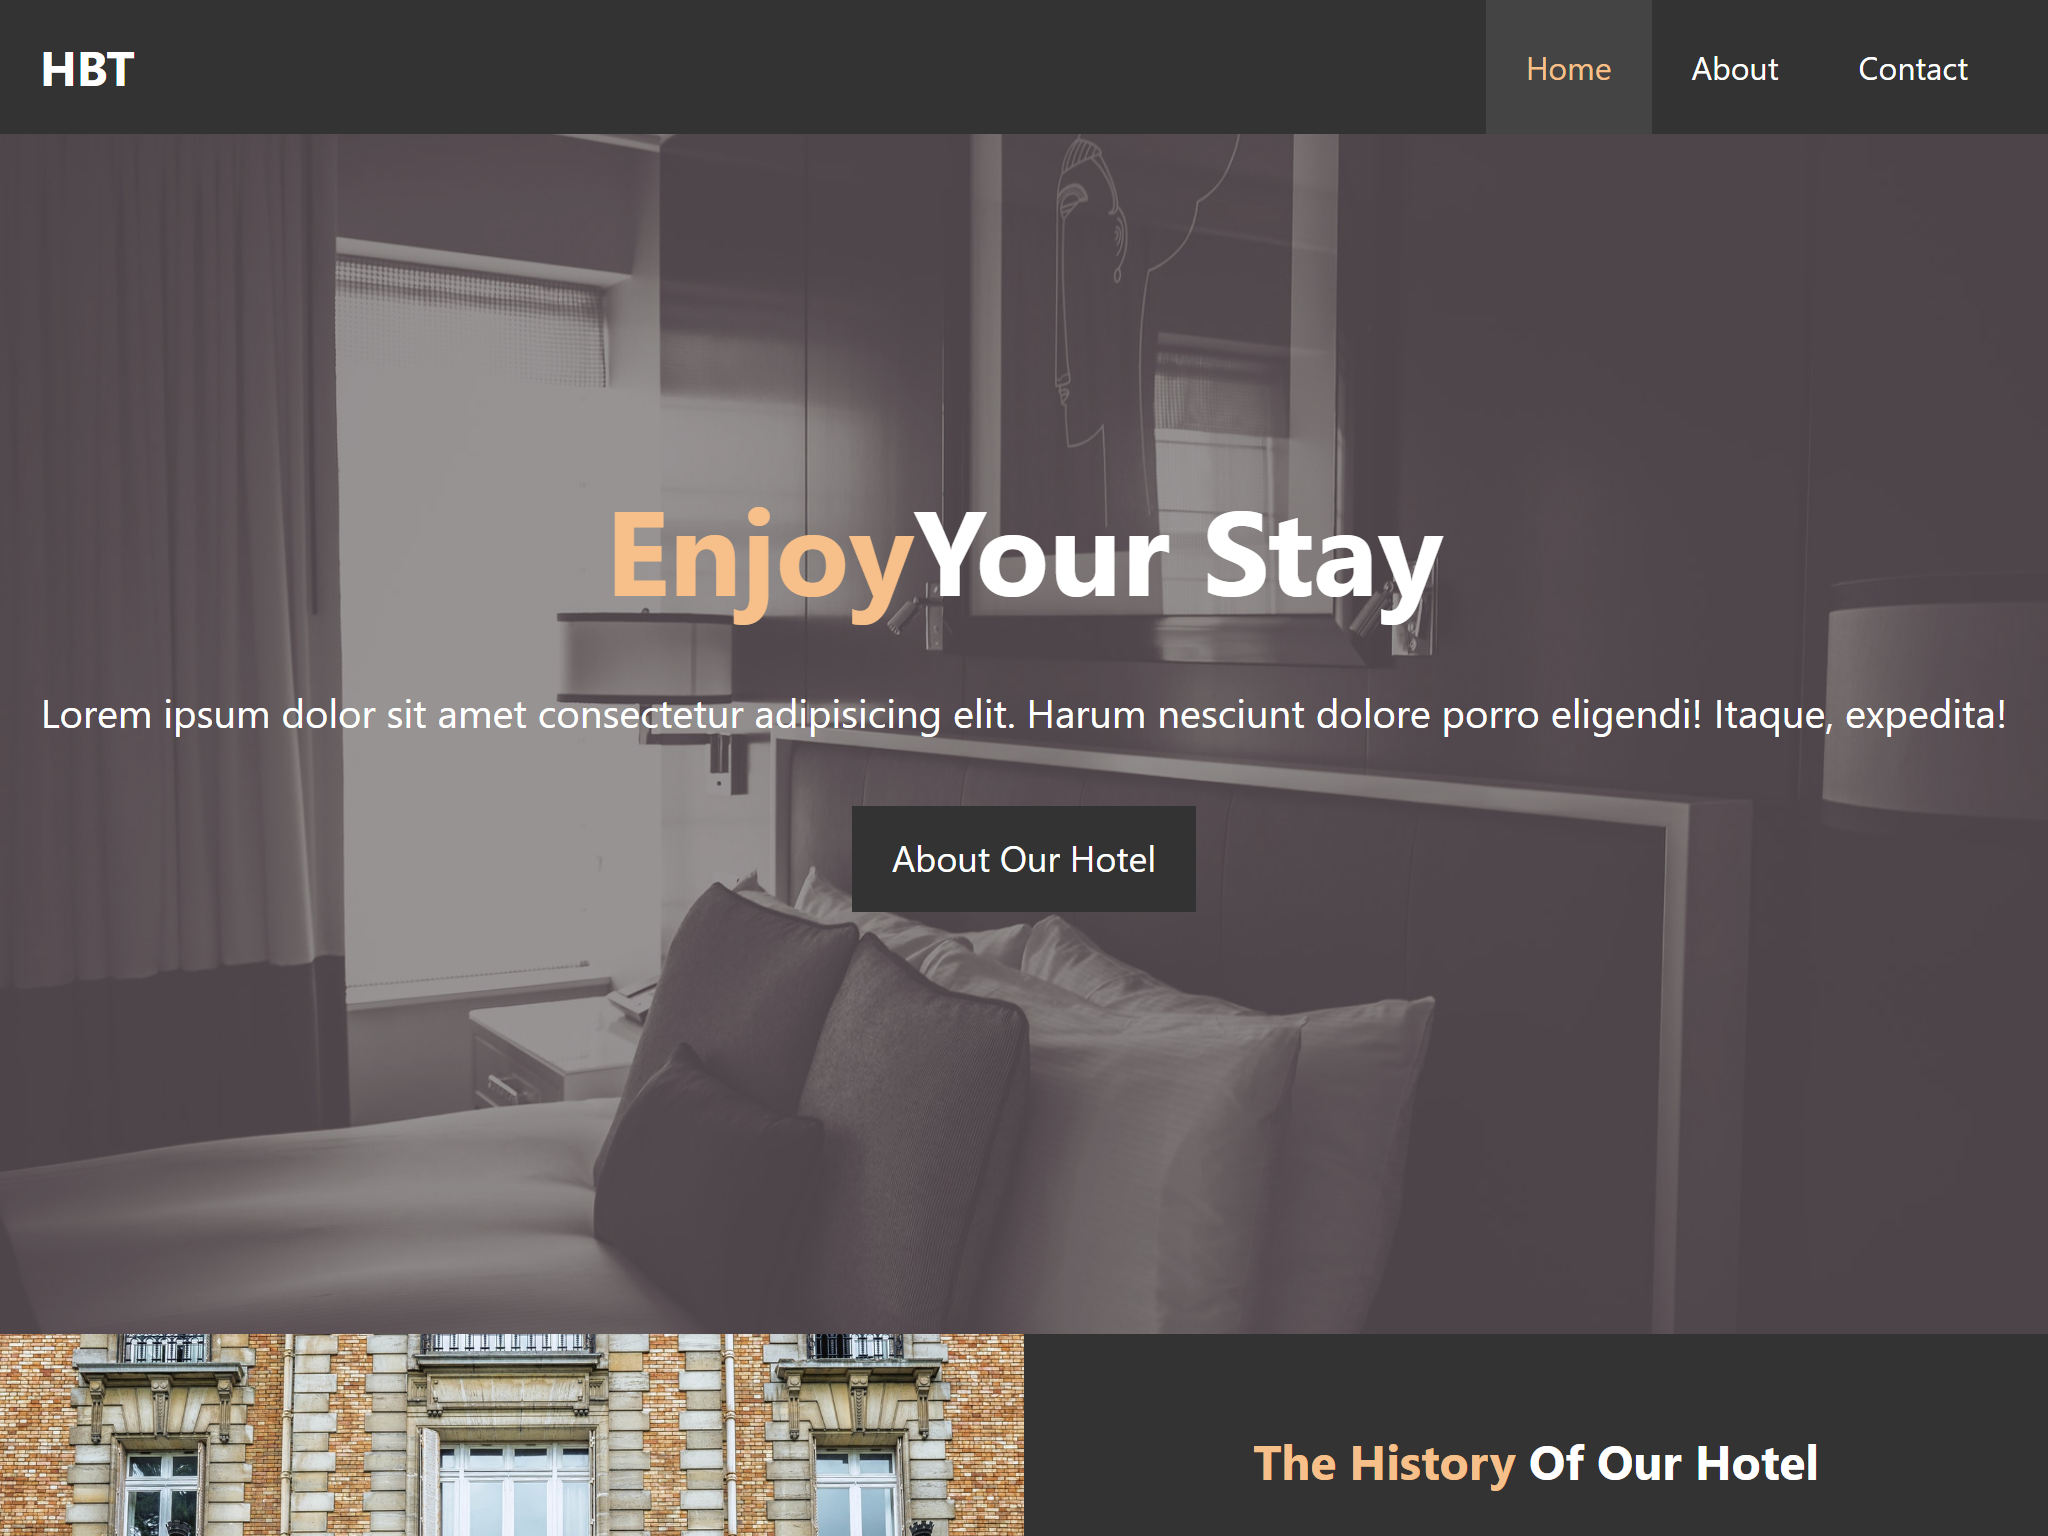 HBT
Home
About
Contact
EnjoyYour Stay
Lorem ipsum dolor sit amet consectetur adipisicing elit. Harum nesciunt dolore porro eligendi! Itaque, expedita!
About Our Hotel
The History Of Our Hotel